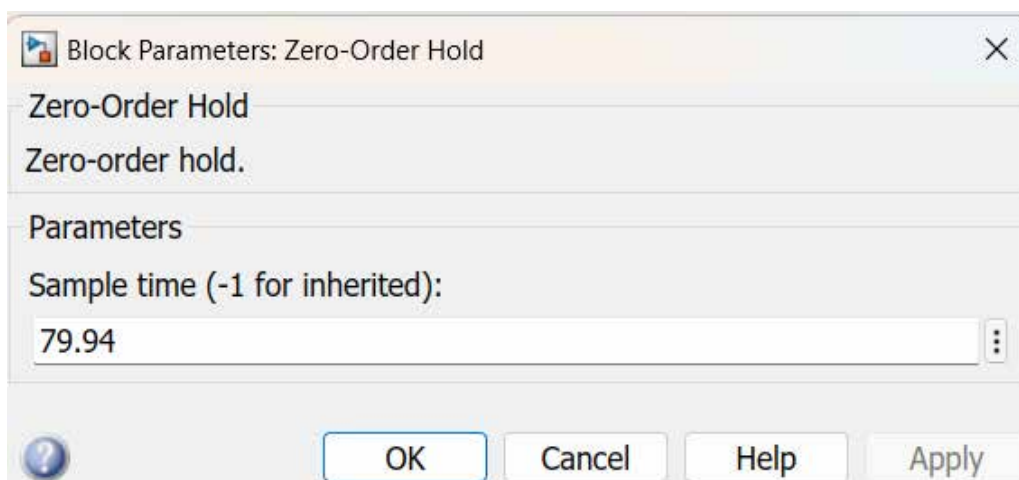 Block Parameters: Zero-Order Hold
Zero-Order Hold
Zero-order hold.
Parameters
Sample time (-1 for inherited):
79.94
OK Cancel Help Apply